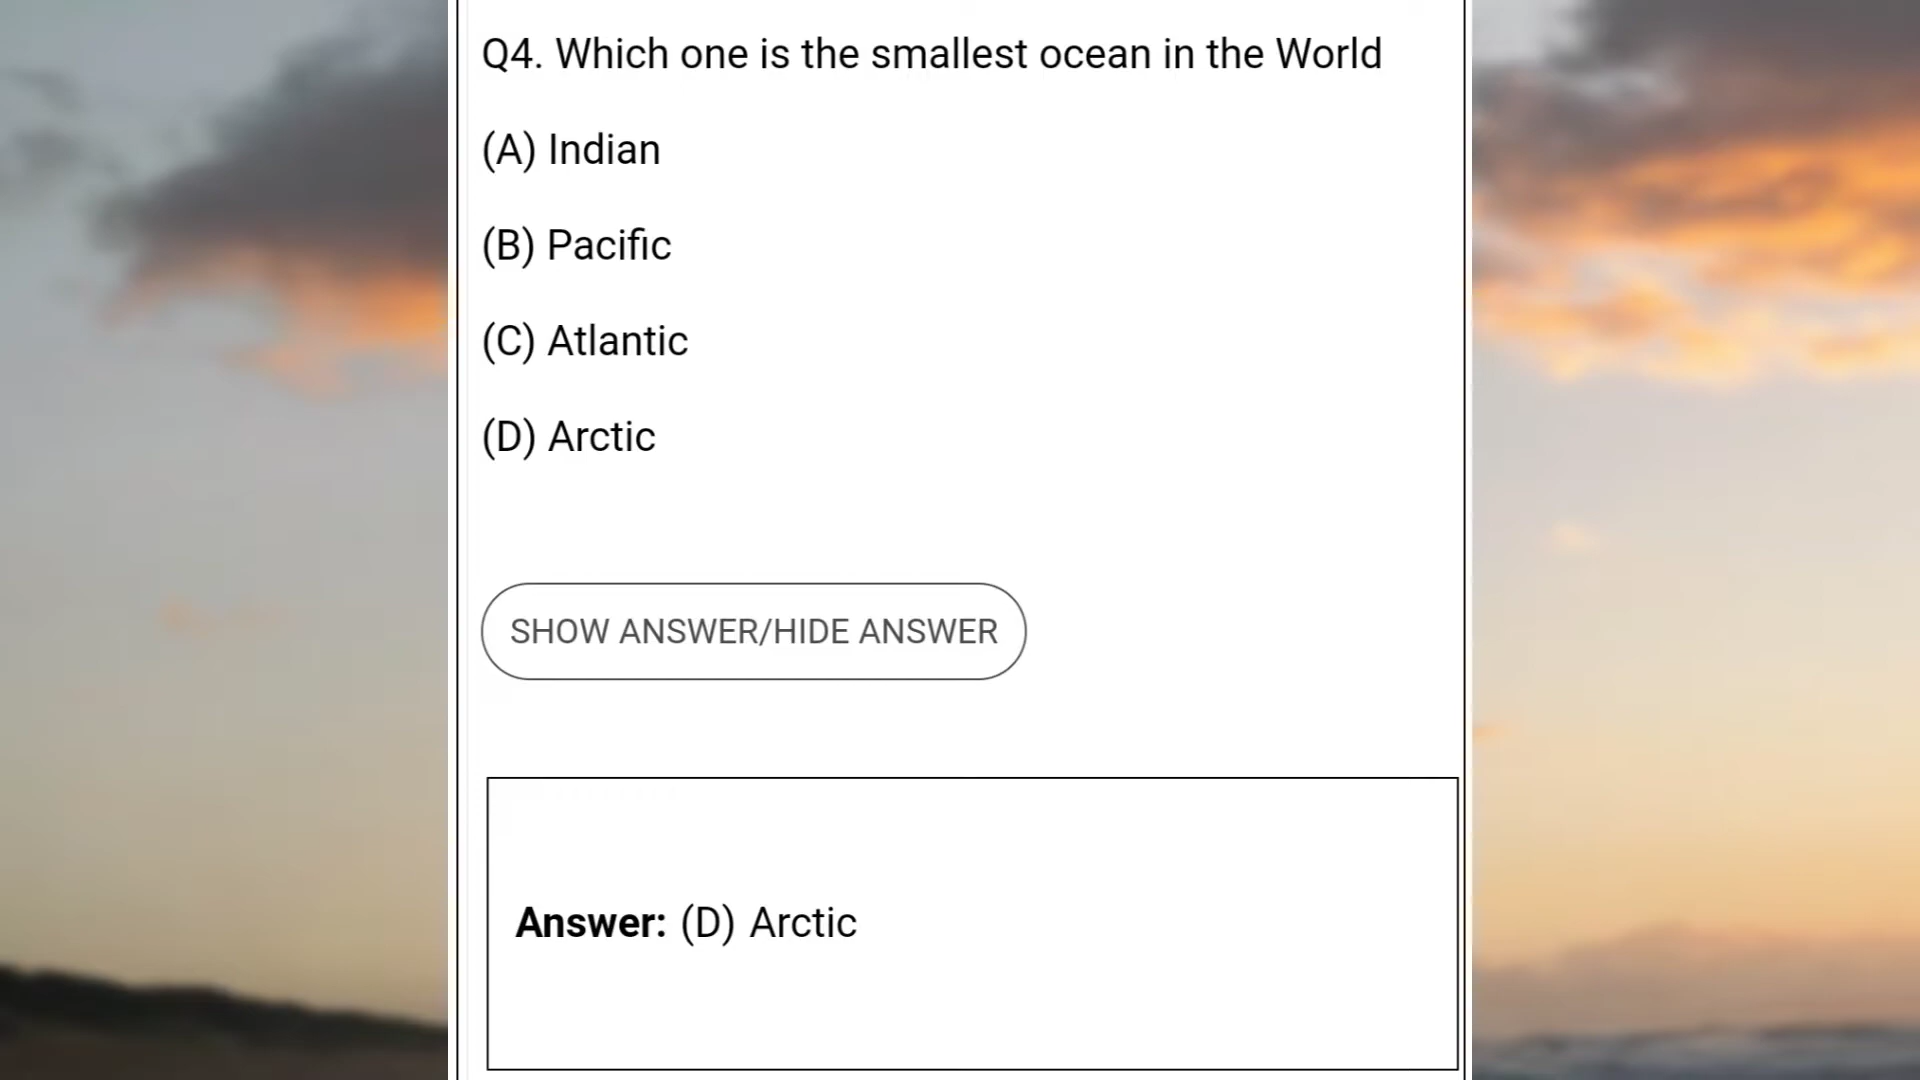 Q4. Which one is the smallest ocean in the World
(A) Indian
(B) Pacific
(C) Atlantic
(D) Arctic
SHOW ANSWER/HIDE ANSWER
Answer: (D) Arctic